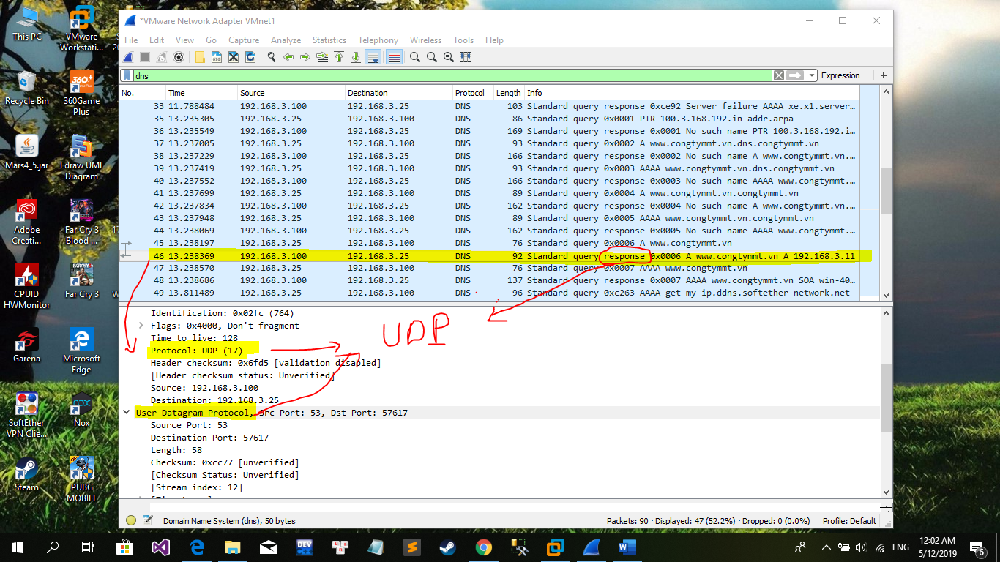 This PC
VMware Workstati...
Recycle Bin
360Game Plus
Mars4_5.jar
Edraw UML Diagram
Adobe Creati...
Far Cry 3 Blood ...
CPUID HWMonitor
Far Cry 3
Garena
Microsoft Edge
SoftEther VPN Clie...
Nox
Steam
PUBG MOBILE
*VMware Network Adapter VMnet1
File Edit View Go Capture Analyze Statistics Telephony Wireless Tools Help
dns Expression... +
No. Time Source Destination Protocol Length Info
33 11.788484 192.168.3.100 192.168.3.25 DNS 103 Standard query response 0xce92 Server failure AAAA xe.x1.server…
35 13.235305 192.168.3.25 192.168.3.100 DNS 86 Standard query 0x0001 PTR 100.3.168.192.in-addr.arpa
36 13.235549 192.168.3.100 192.168.3.25 DNS 169 Standard query response 0x0001 No such name PTR 100.3.168.192.i…
37 13.237005 192.168.3.25 192.168.3.100 DNS 93 Standard query 0x0002 A www.congtymmt.vn.dns.congtymmt.vn
38 13.237229 192.168.3.100 192.168.3.25 DNS 166 Standard query response 0x0002 No such name A www.congtymmt.vn.…
39 13.237419 192.168.3.25 192.168.3.100 DNS 93 Standard query 0x0003 AAAA www.congtymmt.vn.dns.congtymmt.vn
40 13.237552 192.168.3.100 192.168.3.25 DNS 166 Standard query response 0x0003 No such name AAAA www.congtymmt.…
41 13.237699 192.168.3.25 192.168.3.100 DNS 89 Standard query 0x0004 A www.congtymmt.vn.congtymmt.vn
42 13.237834 192.168.3.100 192.168.3.25 DNS 162 Standard query response 0x0004 No such name A www.congtymmt.vn.…
43 13.237948 192.168.3.25 192.168.3.100 DNS 89 Standard query 0x0005 AAAA www.congtymmt.vn.congtymmt.vn
44 13.238069 192.168.3.100 192.168.3.25 DNS 162 Standard query response 0x0005 No such name AAAA www.congtymmt.…
45 13.238197 192.168.3.25 192.168.3.100 DNS 76 Standard query 0x0006 A www.congtymmt.vn
46 13.238369 192.168.3.100 192.168.3.25 DNS 92 Standard query response 0x0006 A www.congtymmt.vn A 192.168.3.11
47 13.238570 192.168.3.25 192.168.3.100 DNS 76 Standard query 0x0007 AAAA www.congtymmt.vn
48 13.238686 192.168.3.100 192.168.3.25 DNS 137 Standard query response 0x0007 AAAA www.congtymmt.vn SOA win-40…
49 13.811489 192.168.3.25 192.168.3.100 DNS 96 Standard query 0xc263 AAAA get-my-ip.ddns.softether-network.net
Identification: 0x02fc (764)
Flags: 0x4000, Don't fragment
Time to live: 128
UDP
Protocol: UDP (17)
Header checksum: 0x6fd5 [validation disabled]
[Header checksum status: Unverified]
Source: 192.168.3.100
Destination: 192.168.3.25
User Datagram Protocol, Src Port: 53, Dst Port: 57617
Source Port: 53
Destination Port: 57617
Length: 58
Checksum: 0xcc77 [unverified]
[Checksum Status: Unverified]
[Stream index: 12]
Domain Name System (dns), 50 bytes Packets: 90 · Displayed: 47 (52.2%) · Dropped: 0 (0.0%) Profile: Default
ENG 12:02 AM
5/12/2019 6